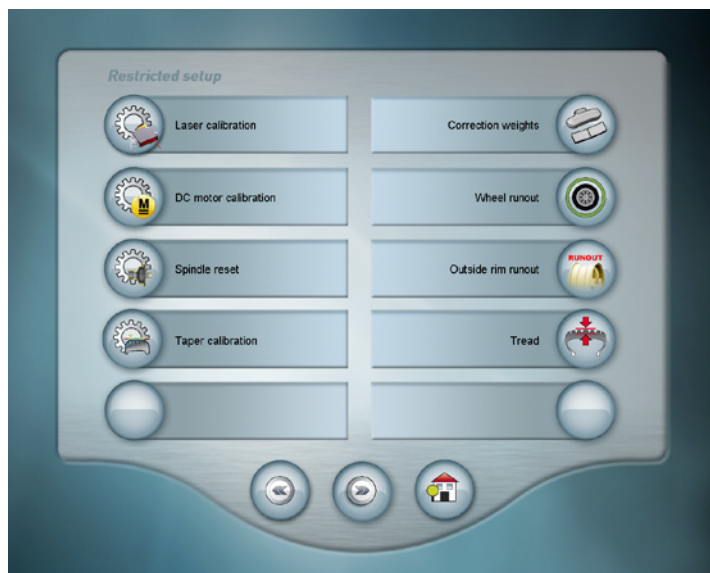 Restricted setup
Laser calibration
Correction weights
DC motor calibration
M
Wheel runout
Spindle reset
Outside rim runout
RUNOUT
Taper calibration
Tread